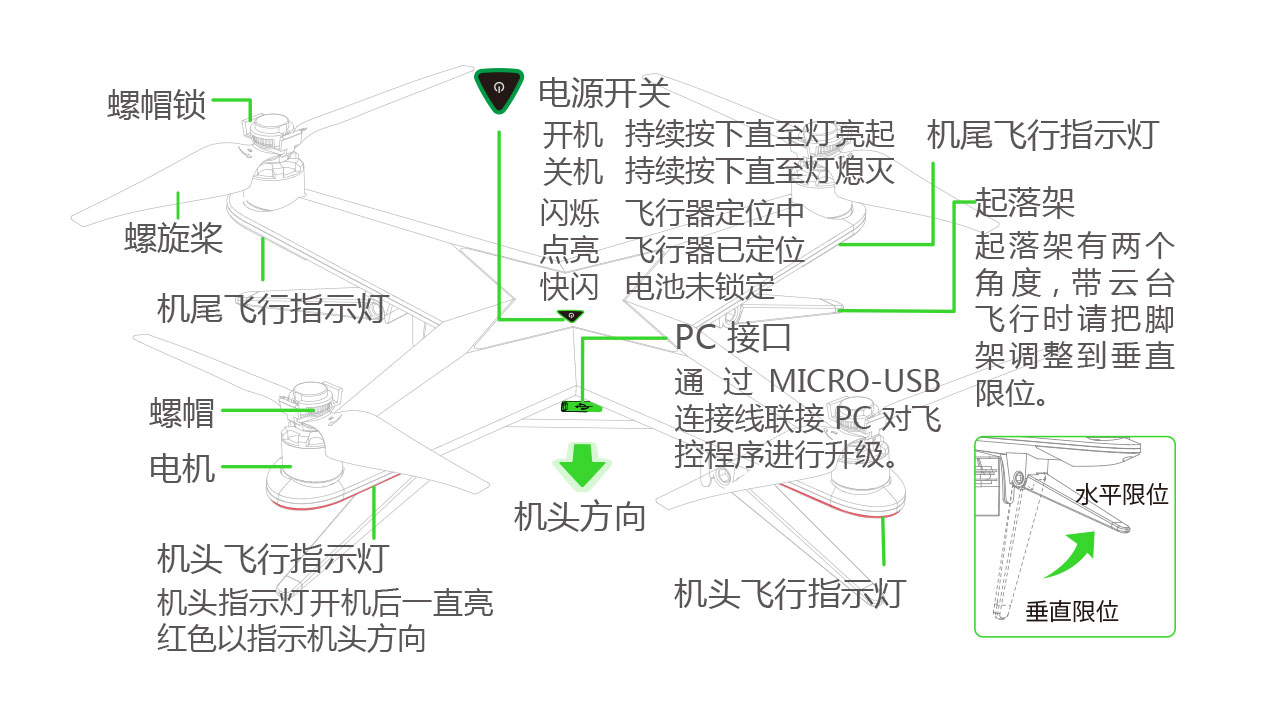 螺帽锁
螺旋桨
机尾飞行指示灯
电源开关
开机 持续按下直至灯亮起
关机 持续按下直至灯熄灭
闪烁 飞行器定位中
点亮 飞行器已定位
快闪 电池未锁定
机尾飞行指示灯
起落架
起落架有两个
角度,带云台
飞行时请把脚
架调整到垂直
限位。
PC 接口
通过 MICRO-USB
连接线联接 PC 对飞
控程序进行升级。
螺帽
电机
机头方向
机头飞行指示灯
机头指示灯开机后一直亮
红色以指示机头方向
机头飞行指示灯
水平限位
垂直限位